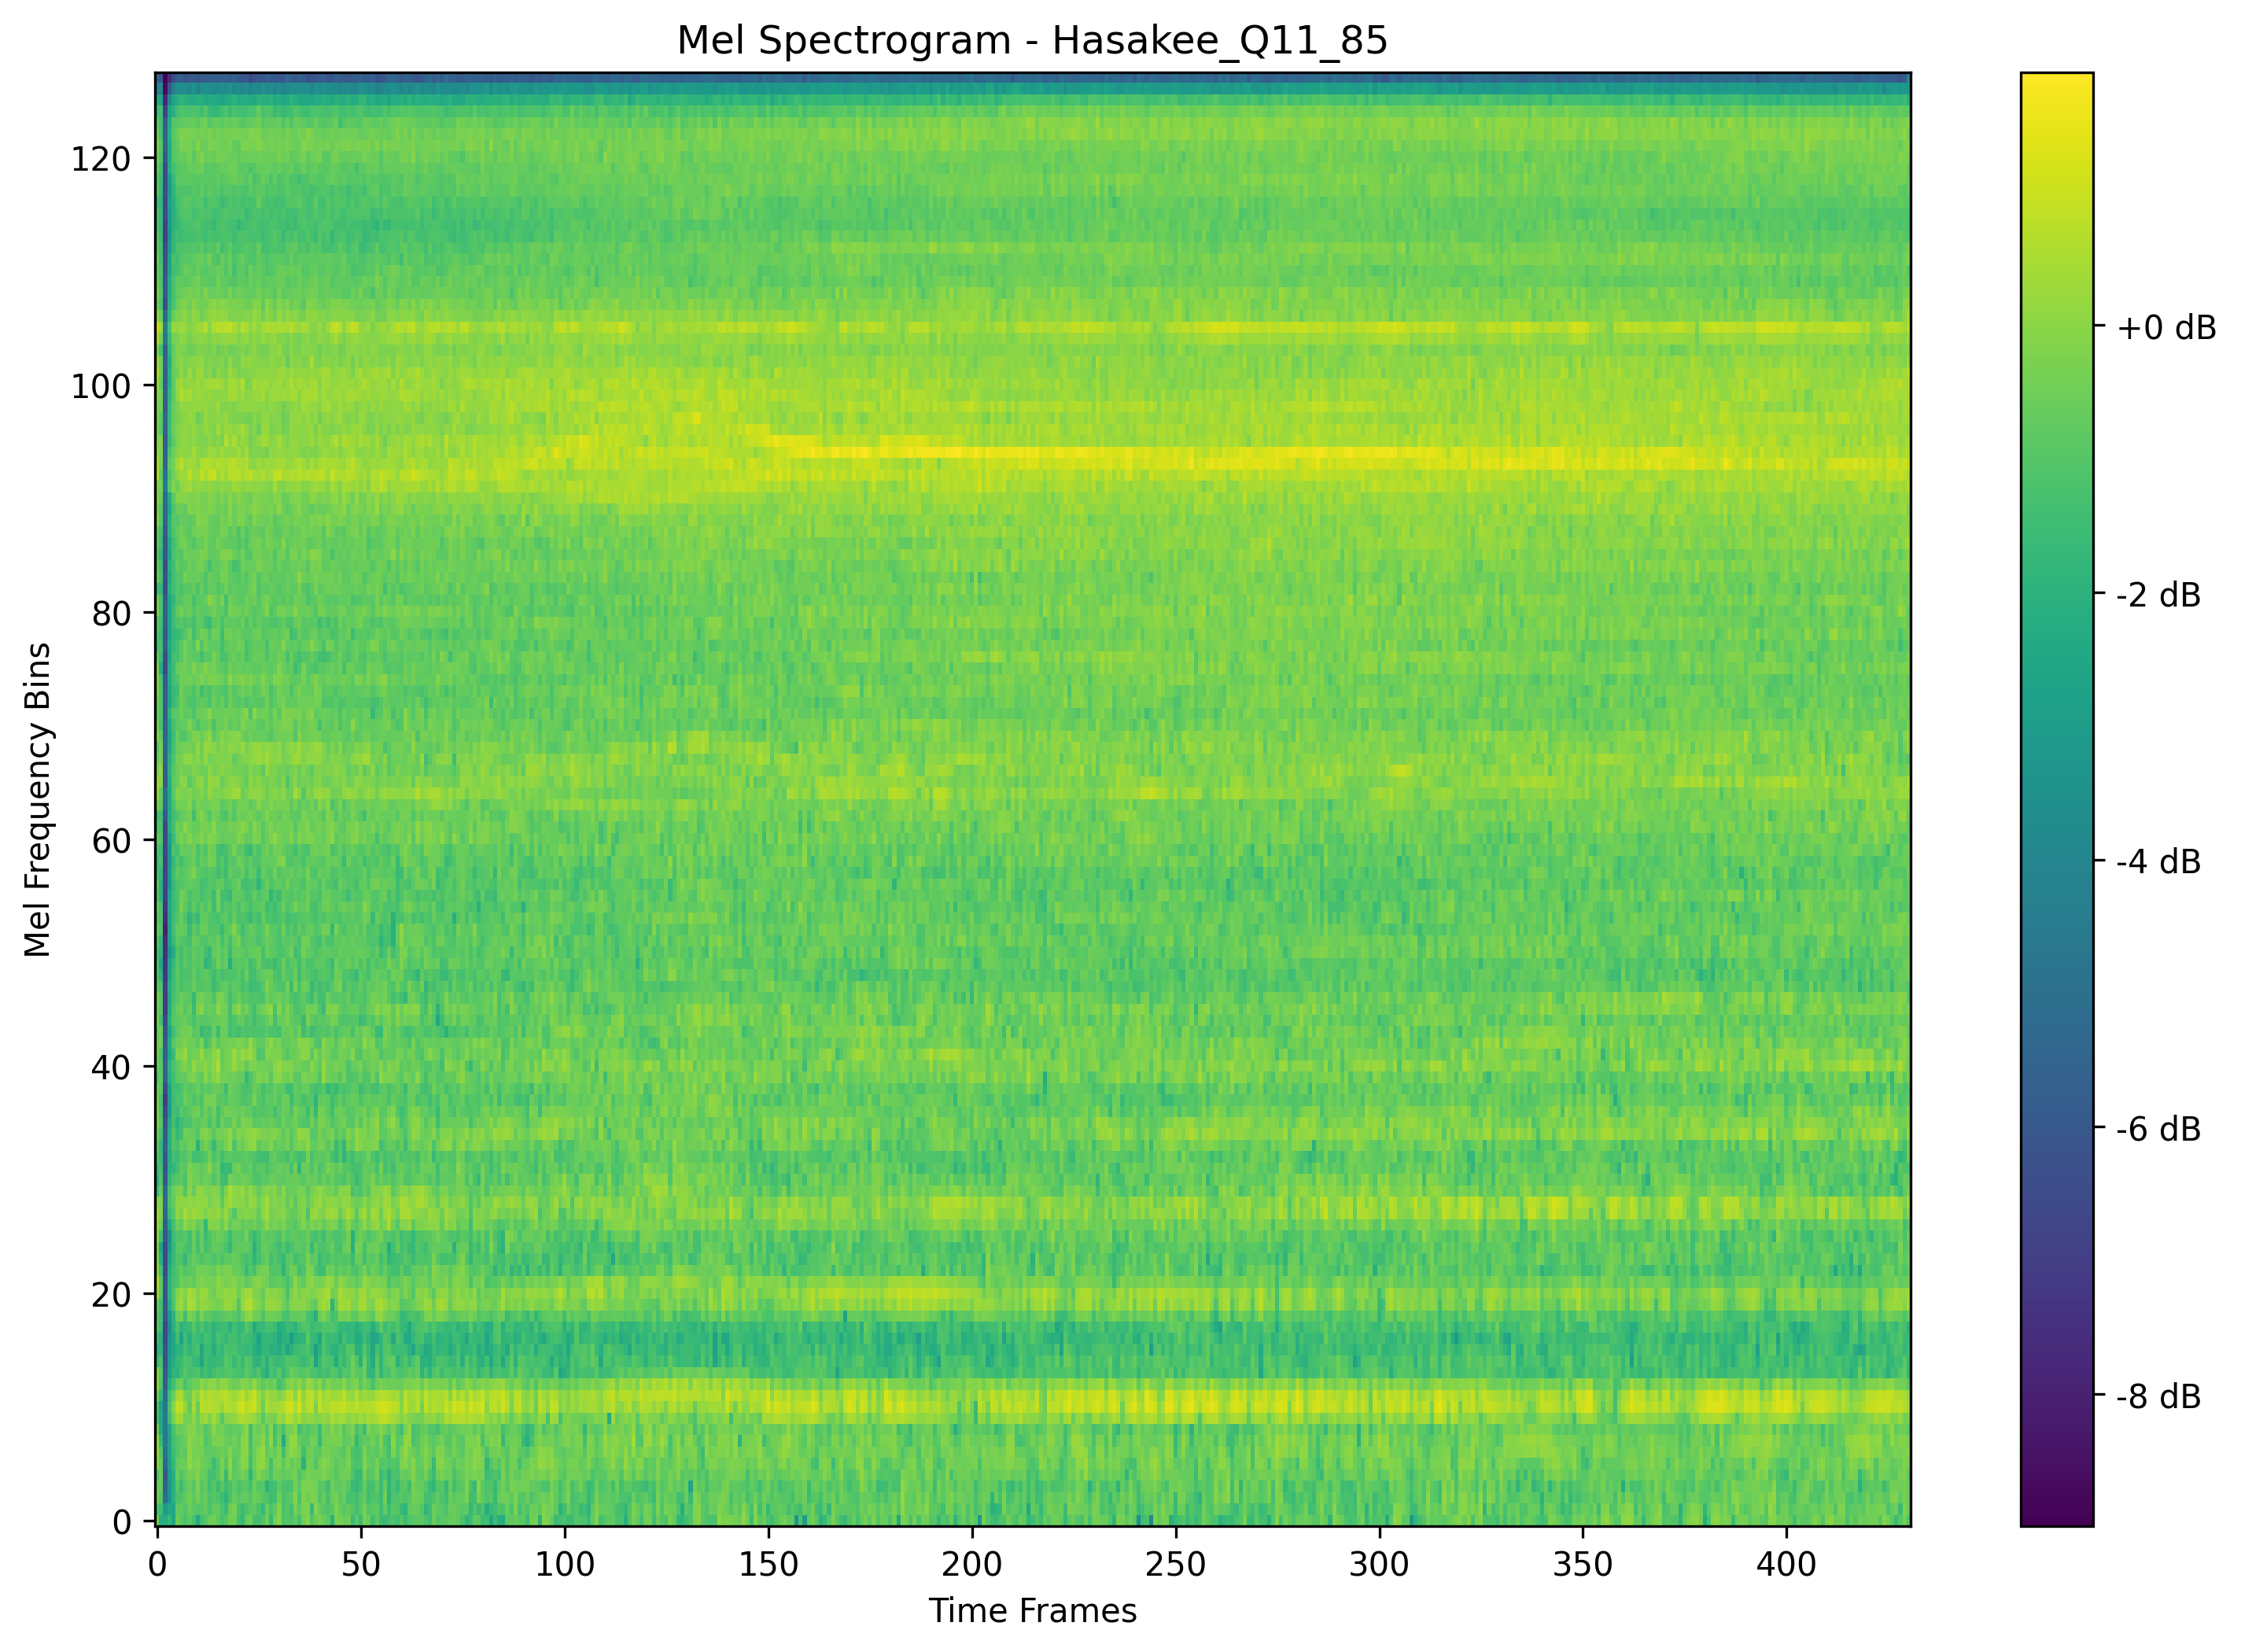 Mel Spectrogram - Hasakee_Q11_85
Mel Frequency Bins
120
100
80
60
40
20
0
0 50 100 150 200 250 300 350 400
Time Frames
+0 dB
-2 dB
-4 dB
-6 dB
-8 dB